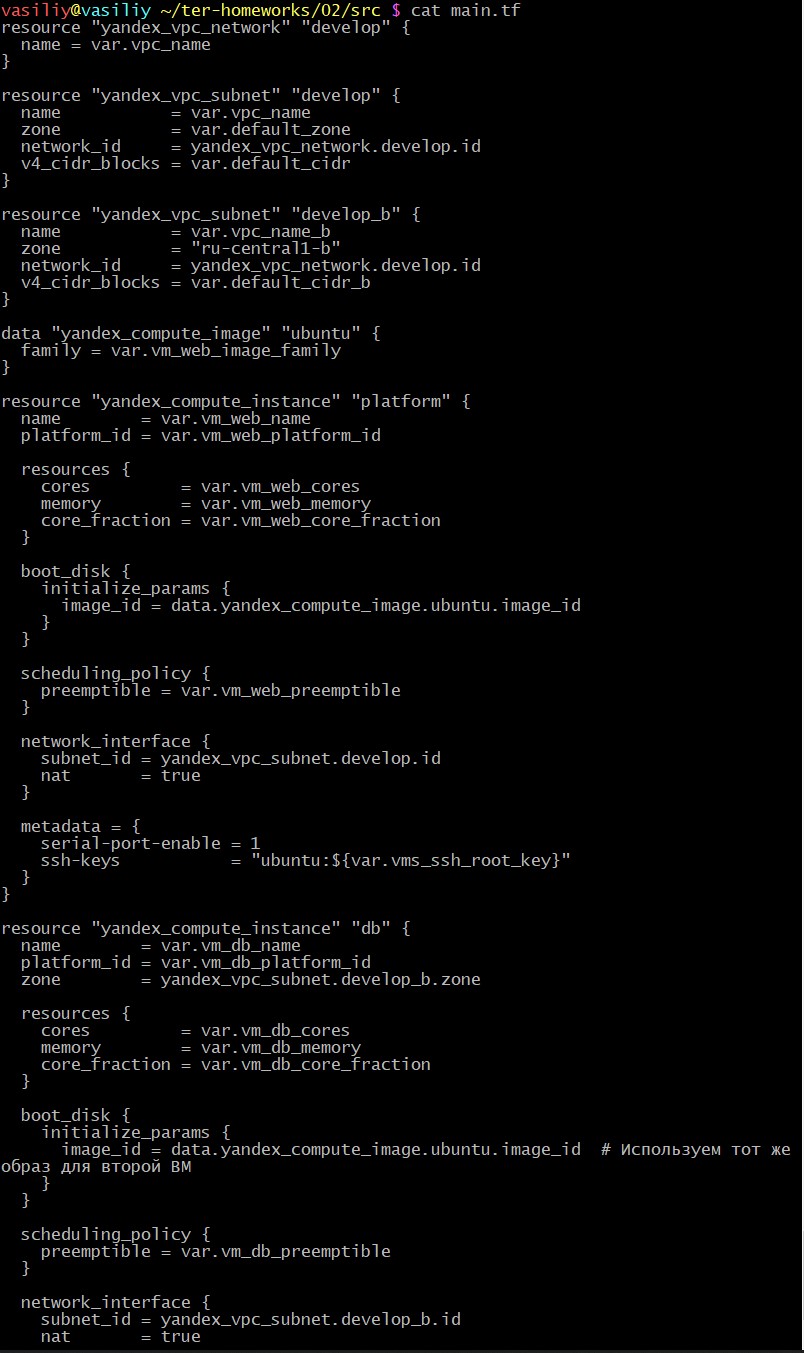 vasiliy@vasiliy ~/ter-homeworks/02/src $ cat main.tf
resource "yandex_vpc_network" "develop" {
  name = var.vpc_name
}

resource "yandex_vpc_subnet" "develop" {
  name           = var.vpc_name
  zone           = var.default_zone
  network_id     = yandex_vpc_network.develop.id
  v4_cidr_blocks = var.default_cidr
}

resource "yandex_vpc_subnet" "develop_b" {
  name           = var.vpc_name_b
  zone           = "ru-central1-b"
  network_id     = yandex_vpc_network.develop.id
  v4_cidr_blocks = var.default_cidr_b
}

data "yandex_compute_image" "ubuntu" {
  family = var.vm_web_image_family
}

resource "yandex_compute_instance" "platform" {
  name        = var.vm_web_name
  platform_id = var.vm_web_platform_id

  resources {
    cores         = var.vm_web_cores
    memory        = var.vm_web_memory
    core_fraction = var.vm_web_core_fraction
  }

  boot_disk {
    initialize_params {
      image_id = data.yandex_compute_image.ubuntu.image_id
    }
  }

  scheduling_policy {
    preemptible = var.vm_web_preemptible
  }

  network_interface {
    subnet_id = yandex_vpc_subnet.develop.id
    nat       = true
  }

  metadata = {
    serial-port-enable = 1
    ssh-keys           = "ubuntu:${var.vms_ssh_root_key}"
  }
}

resource "yandex_compute_instance" "db" {
  name        = var.vm_db_name
  platform_id = var.vm_db_platform_id
  zone        = yandex_vpc_subnet.develop_b.zone

  resources {
    cores         = var.vm_db_cores
    memory        = var.vm_db_memory
    core_fraction = var.vm_db_core_fraction
  }

  boot_disk {
    initialize_params {
      image_id = data.yandex_compute_image.ubuntu.image_id  # Используем тот же
образ для второй ВМ
    }
  }

  scheduling_policy {
    preemptible = var.vm_db_preemptible
  }

  network_interface {
    subnet_id = yandex_vpc_subnet.develop_b.id
    nat       = true